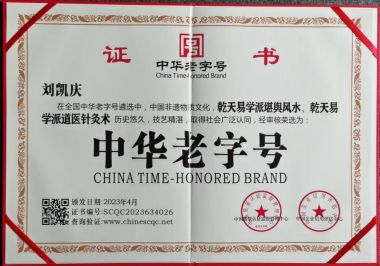 证 书
中华老字号
China Time-Honored Brand
刘凯庆
在全国中华老字号遴选中，中国非遗物质文化，乾天易学派堪舆风水、乾天易
学派道医针灸术 历史悠久，技艺精湛，取得社会广泛认同，经审核荣选为：
中华老字号
CHINA TIME-HONORED BRAND
颁发日期:2023年4月
证书编号:SCQC2023634026
查询验证:www.chinescqc.net